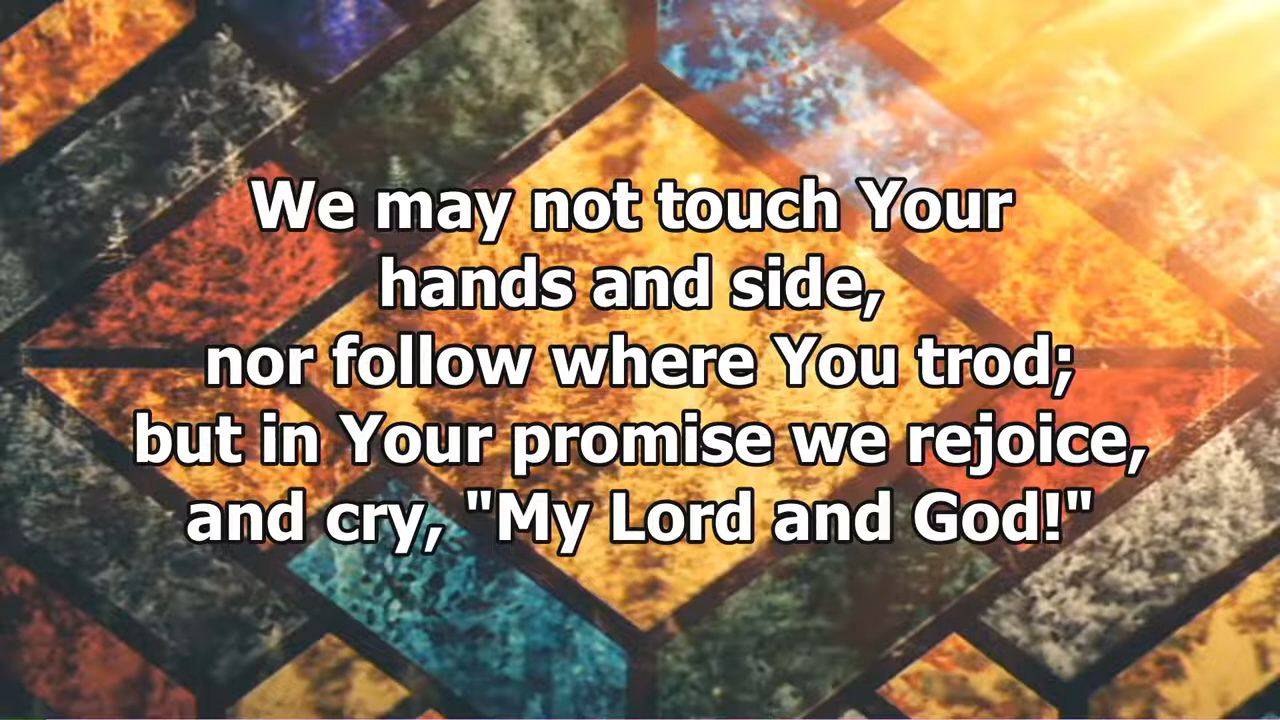 We may not touch Your
hands and side,
nor follow where You trod;
but in Your promise we rejoice,
and cry, "My Lord and God!"